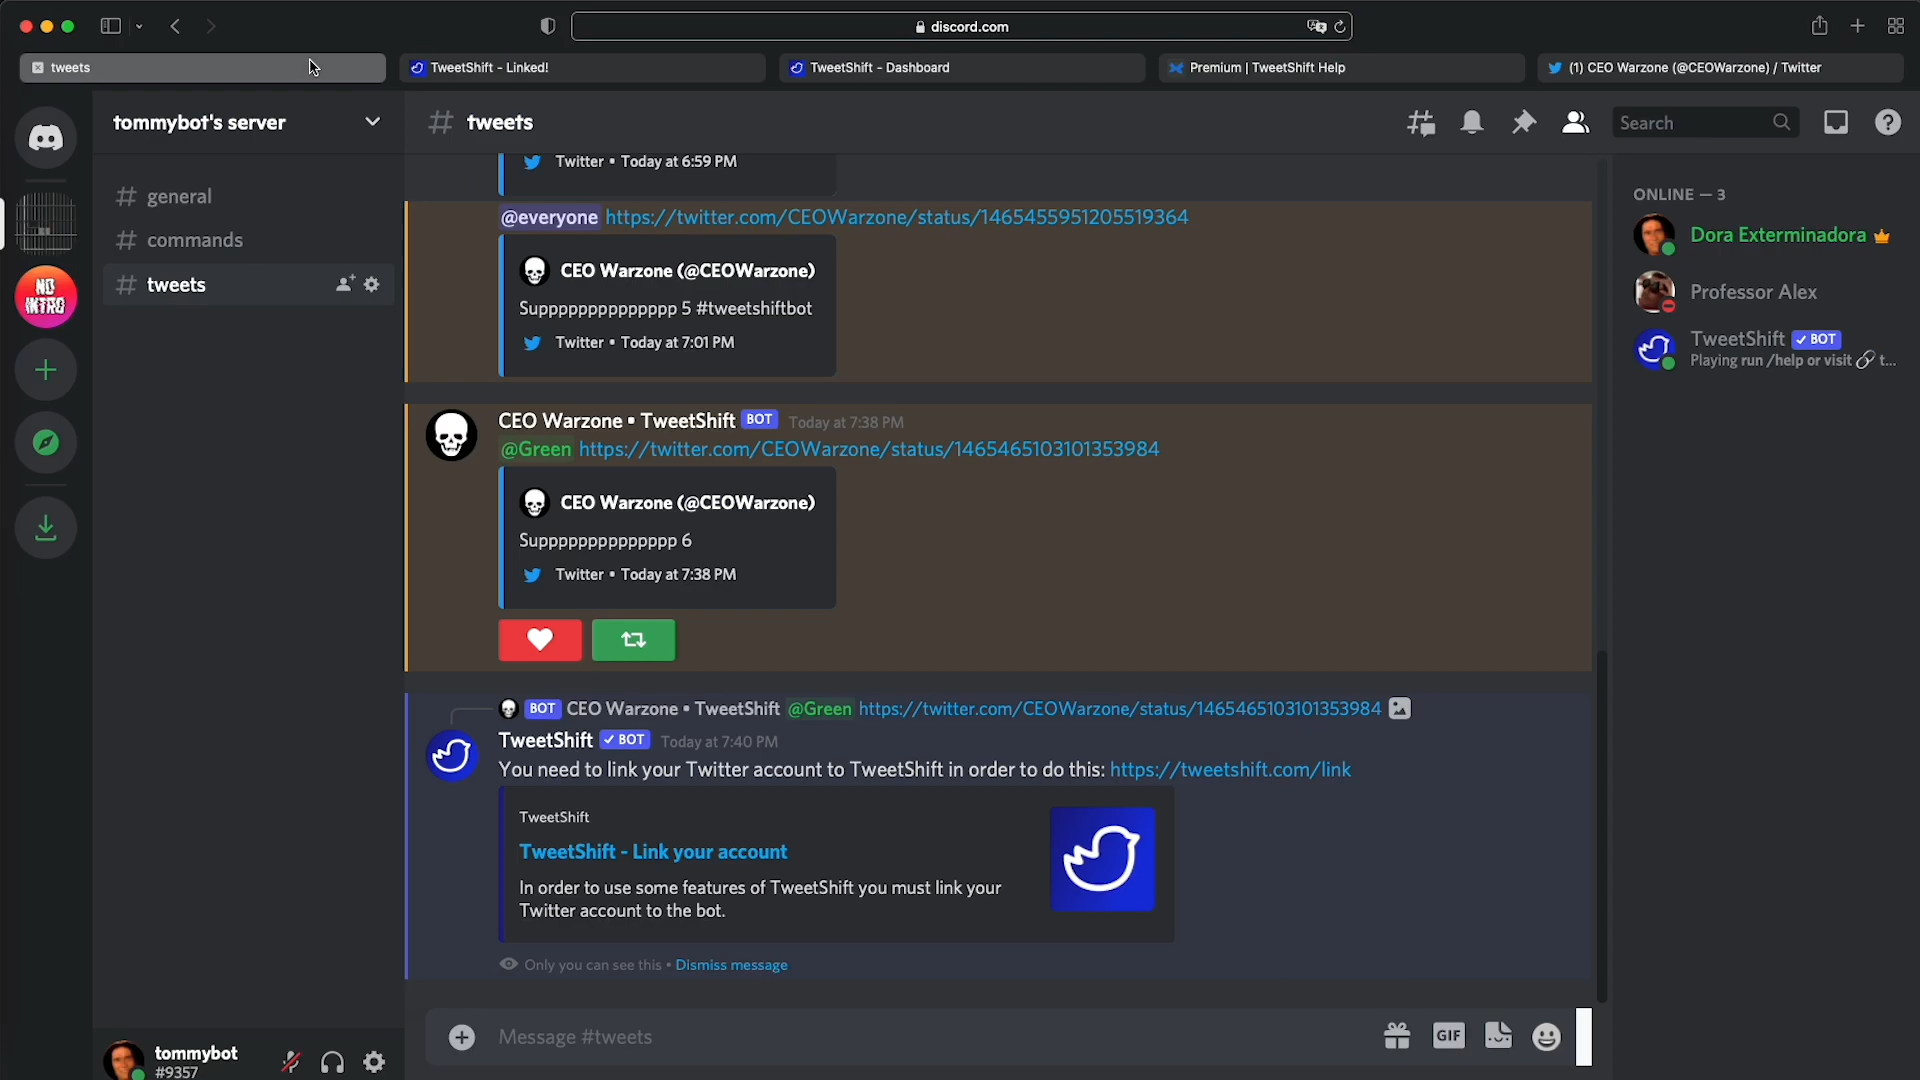 discord.com
tweets
TweetShift - Linked!
TweetShift - Dashboard
Premium | TweetShift Help
(1) CEO Warzone (@CEOWarzone) / Twitter
tommybot's server
# tweets
Search
# general
# commands
# tweets
NO
INTRO
Twitter • Today at 6:59 PM
@everyone https://twitter.com/CEOWarzone/status/1465455951205519364
CEO Warzone (@CEOWarzone)
Supppppppppppppp 5 #tweetshiftbot
Twitter • Today at 7:01 PM
CEO Warzone • TweetShift BOT Today at 7:38 PM
@Green https://twitter.com/CEOWarzone/status/1465465103101353984
CEO Warzone (@CEOWarzone)
Supppppppppppppp 6
Twitter • Today at 7:38 PM
BOT CEO Warzone • TweetShift @Green https://twitter.com/CEOWarzone/status/1465465103101353984
TweetShift ✓ BOT Today at 7:40 PM
You need to link your Twitter account to TweetShift in order to do this: https://tweetshift.com/link
TweetShift
TweetShift - Link your account
In order to use some features of TweetShift you must link your
Twitter account to the bot.
Only you can see this • Dismiss message
Message #tweets
GIF
tommybot
#9357
ONLINE — 3
Dora Exterminadora
Professor Alex
TweetShift ✓ BOT
Playing run /help or visit 🔗 t...